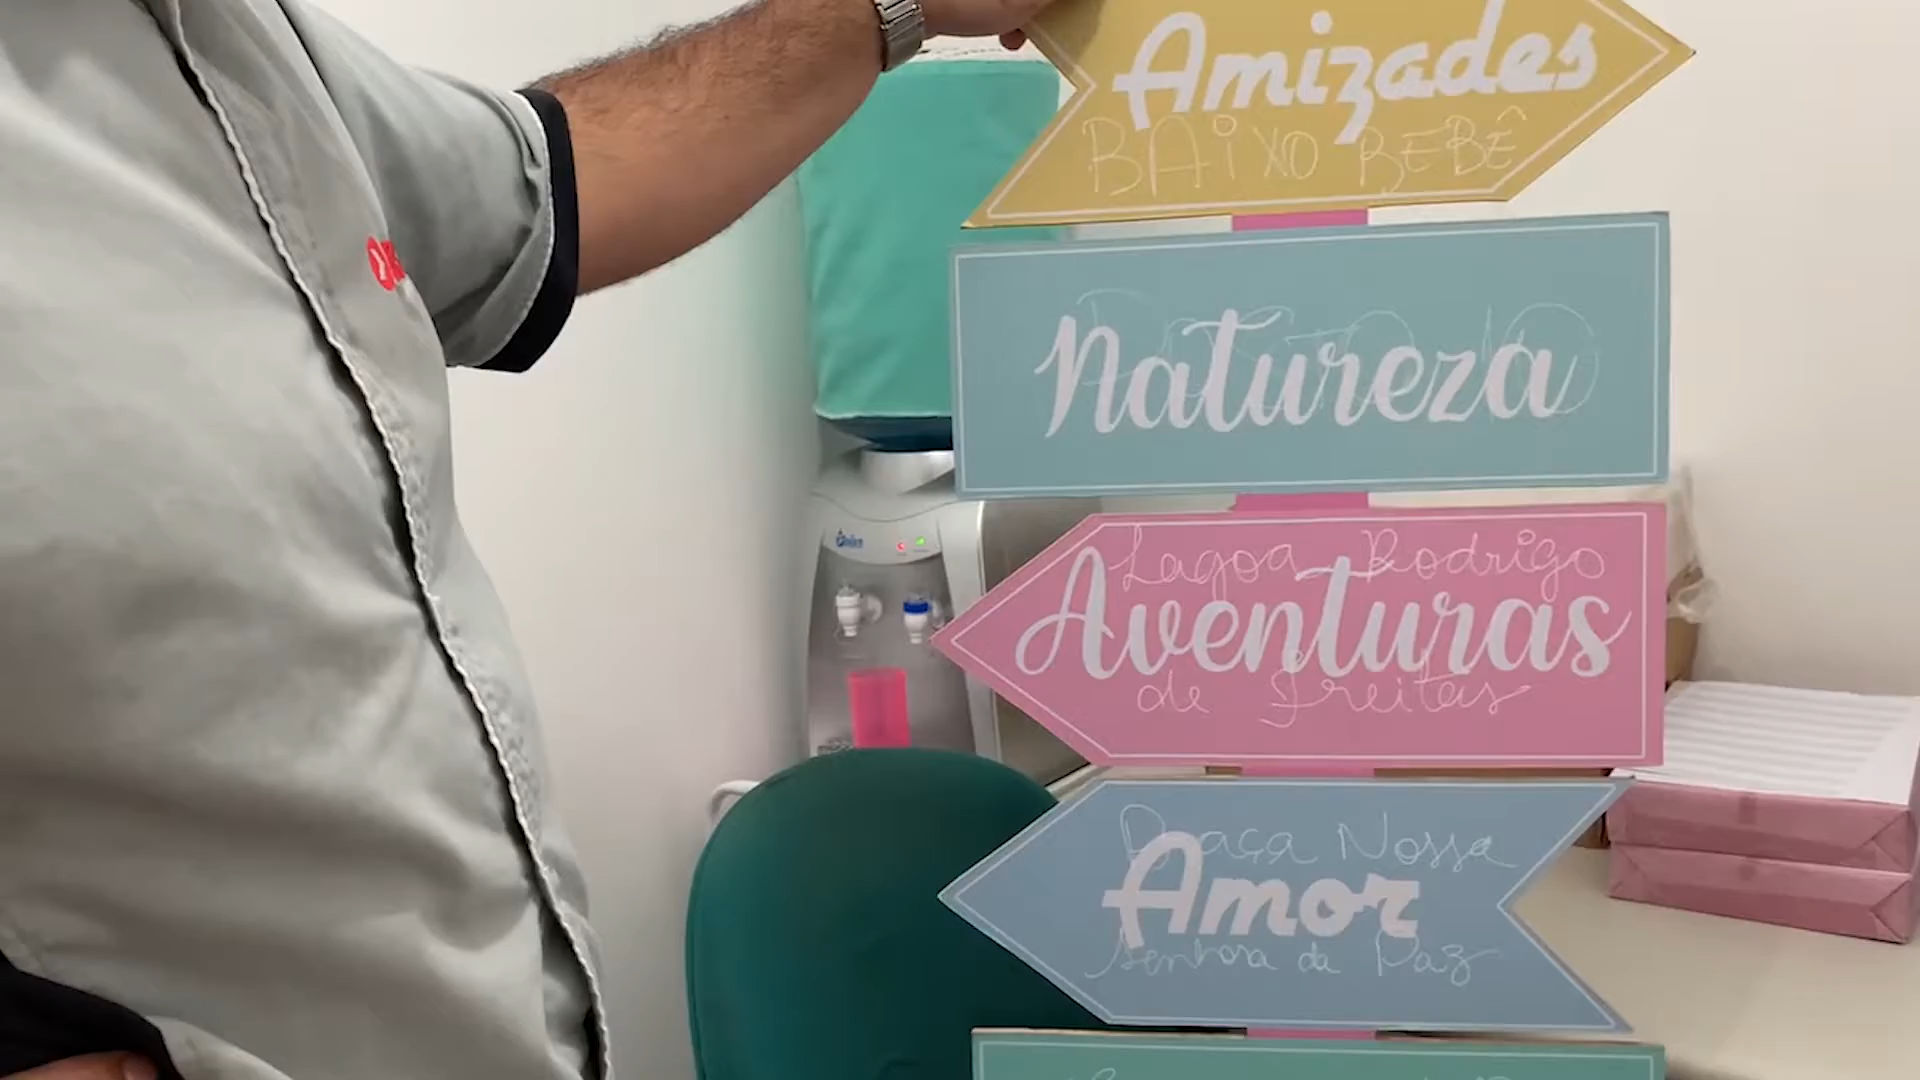 Amizades
BAIXO BEBÊ
Natureza
Lagoa Rodrigo
Aventuras
de Freitas
Praça Nossa
Amor
Senhora da Paz